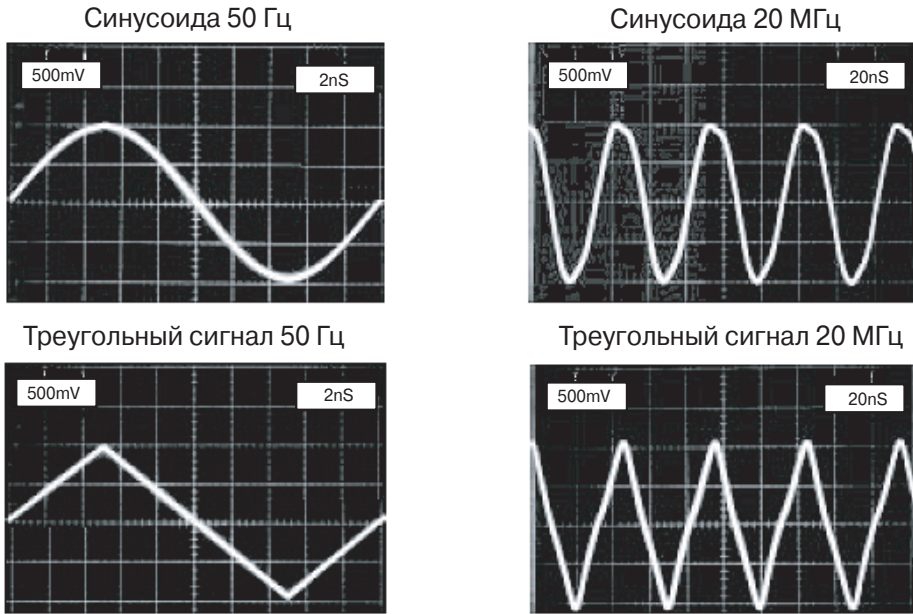 Синусоида 50 Гц
500mV
2nS
Синусоида 20 МГц
500mV
20nS
Треугольный сигнал 50 Гц
500mV
2nS
Треугольный сигнал 20 МГц
500mV
20nS